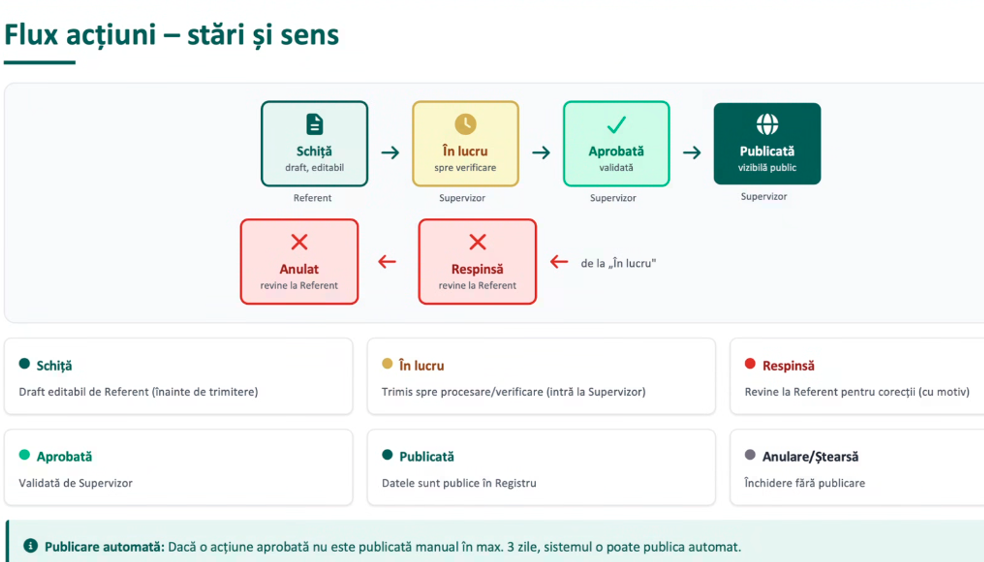 Flux acțiuni – stări și sens
Schiță
draft, editabil
Referent
În lucru
spre verificare
Supervizor
Aprobată
validată
Supervizor
Publicată
vizibilă public
Supervizor
Anulat
revine la Referent
Respinsă
revine la Referent
de la „În lucru"
Schiță
Draft editabil de Referent (înainte de trimitere)
În lucru
Trimis spre procesare/verificare (intră la Supervizor)
Respinsă
Revine la Referent pentru corecții (cu motiv)
Aprobată
Validată de Supervizor
Publicată
Datele sunt publice în Registru
Anulare/Ștearsă
Închidere fără publicare
Publicare automată: Dacă o acțiune aprobată nu este publicată manual în max. 3 zile, sistemul o poate publica automat.